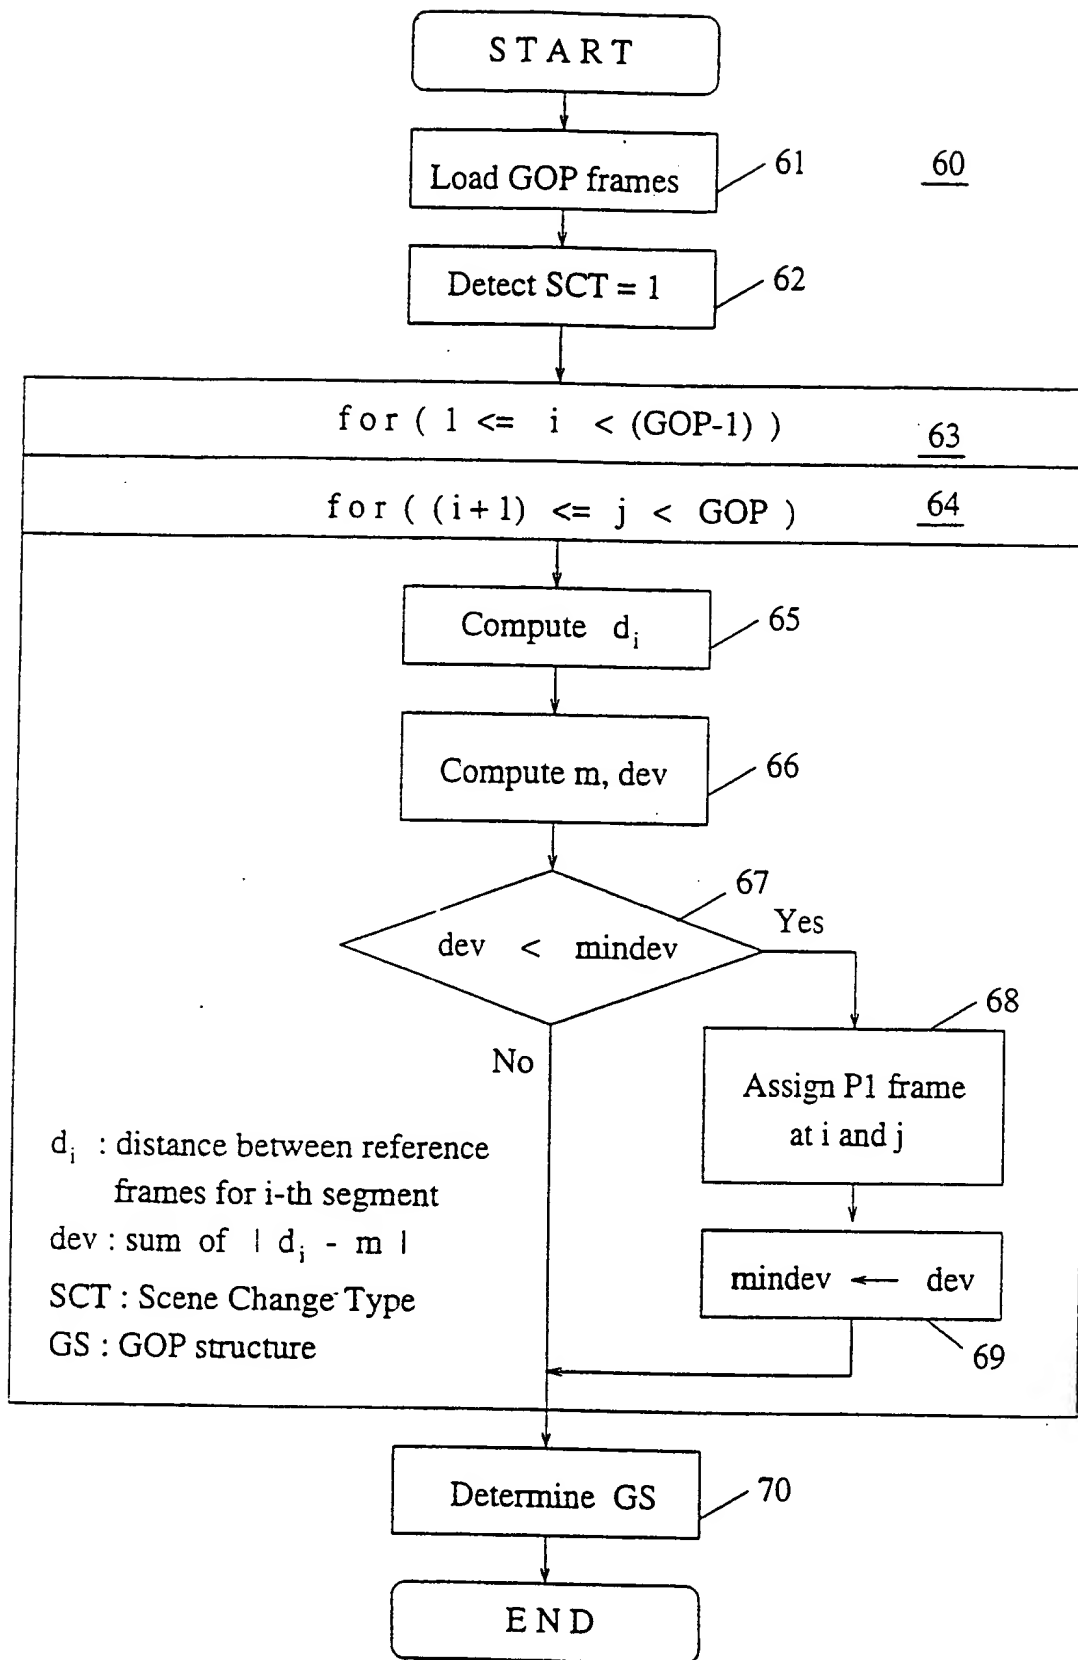 START
Load GOP frames
61
60
Detect SCT = 1
62
for ( 1 <= i < (GOP-1) )
63
for ( (i+1) <= j < GOP )
64
Compute d_i
65
Compute m, dev
66
67
dev < mindev
Yes
No
68
Assign P1 frame
at i and j
mindev ← dev
69
d_i : distance between reference
frames for i-th segment
dev : sum of | d_i - m |
SCT : Scene Change Type
GS : GOP structure
Determine GS
70
END